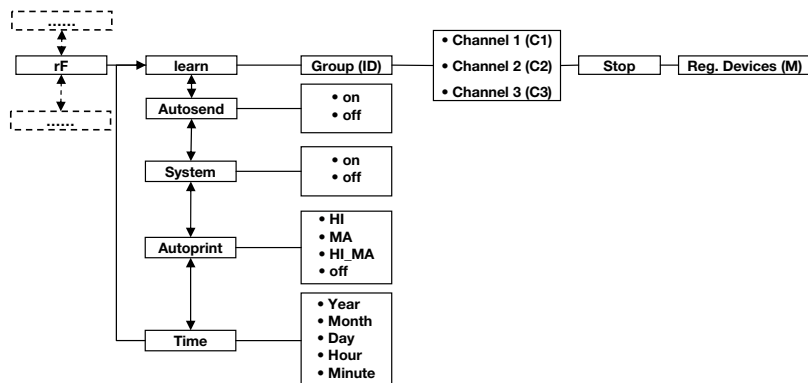 ......
rF
......
learn
Group (ID)
• Channel 1 (C1)
• Channel 2 (C2)
• Channel 3 (C3)
Stop
Reg. Devices (M)
Autosend
• on
• off
System
• on
• off
Autoprint
• HI
• MA
• HI_MA
• off
Time
• Year
• Month
• Day
• Hour
• Minute